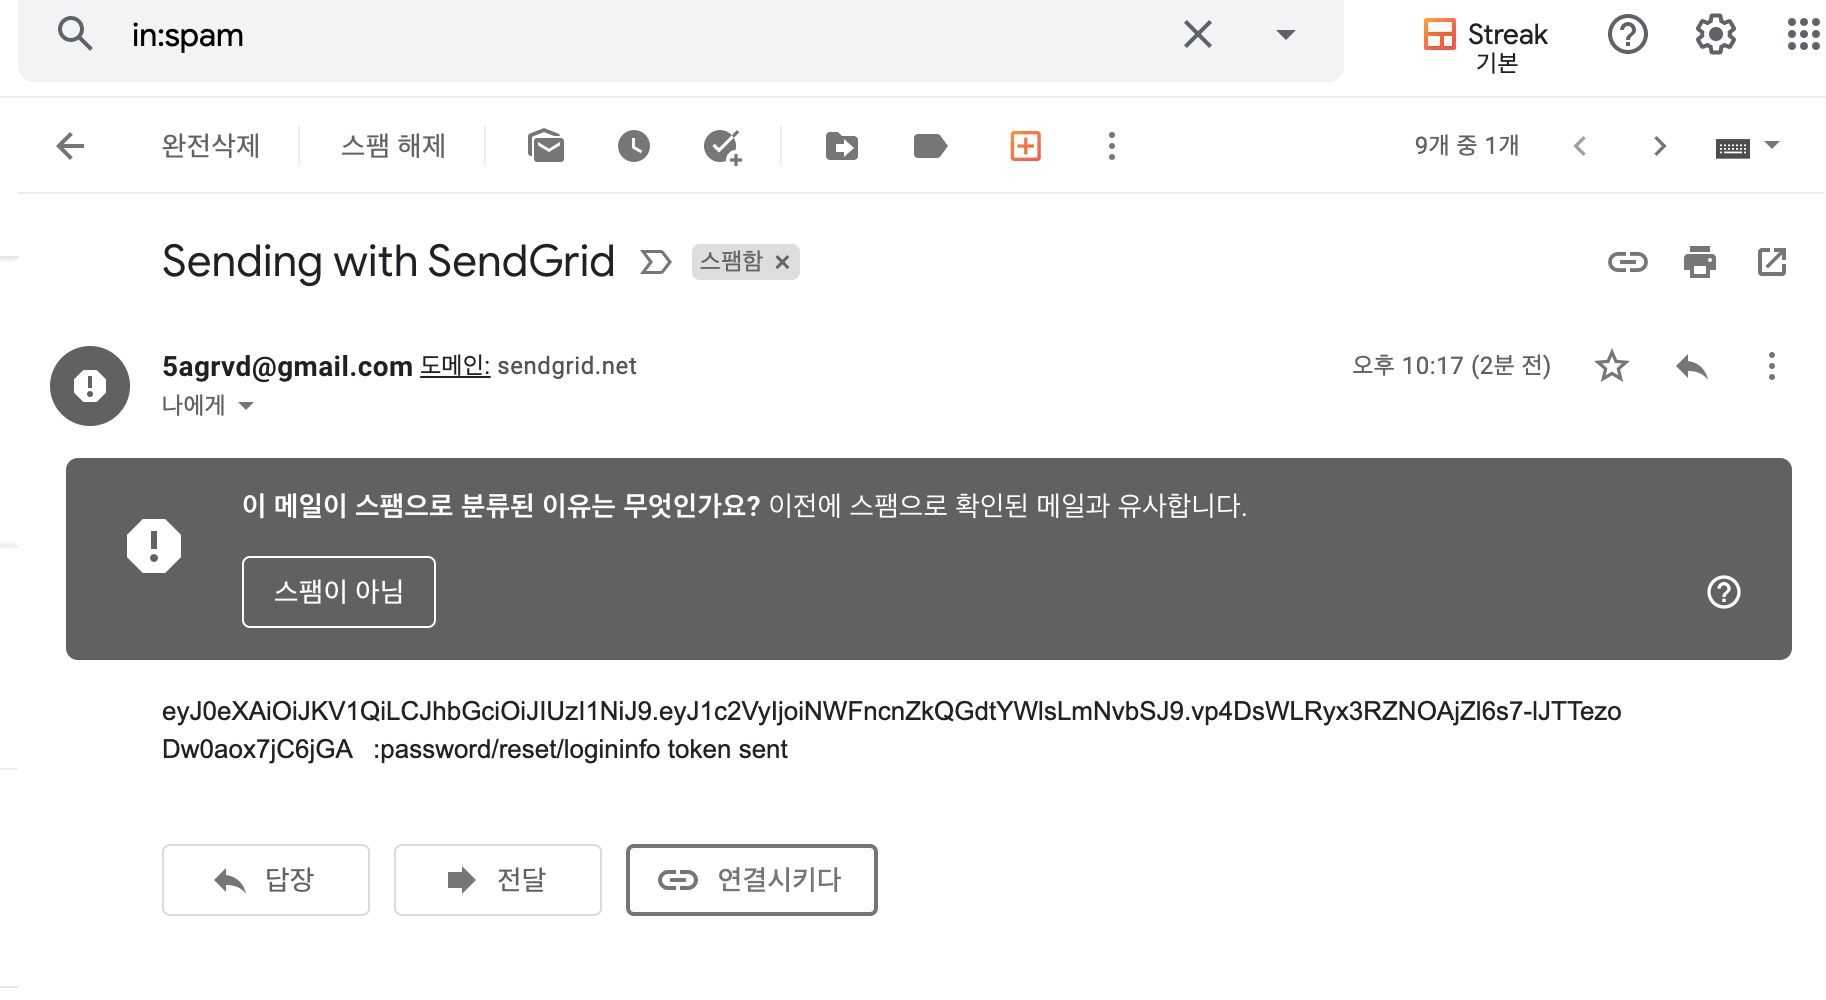 in:spam
Streak
기본
완전삭제
스팸 해제
9개 중 1개
Sending with SendGrid
스팸함
5agrvd@gmail.com 도메인: sendgrid.net
오후 10:17 (2분 전)
나에게
이 메일이 스팸으로 분류된 이유는 무엇인가요? 이전에 스팸으로 확인된 메일과 유사합니다.
스팸이 아님
eyJ0eXAiOiJKV1QiLCJhbGciOiJIUzI1NiJ9.eyJ1c2VyIjoiNWFncnZkQGdtYWlsLmNvbSJ9.vp4DsWLRyx3RZNOAjZl6s7-lJTTezo
Dw0aox7jC6jGA :password/reset/logininfo token sent
답장
전달
연결시키다